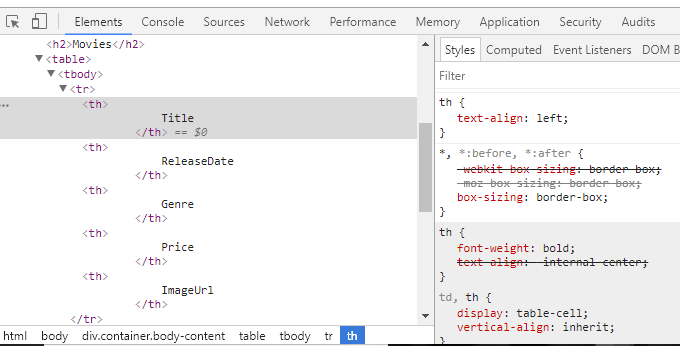 Elements Console Sources Network Performance Memory Application Security Audits
<h2>Movies</h2>
▼<table>
▼<tbody>
▼<tr>
... <th>
Title
</th> == $0
<th>
ReleaseDate
</th>
<th>
Genre
</th>
<th>
Price
</th>
<th>
ImageUrl
</th>
</tr>
html body div.container.body-content table tbody tr th
Styles Computed Event Listeners DOM B
Filter
th {
text-align: left;
}
*, *:before, *:after {
-webkit-box-sizing: border-box;
-moz-box-sizing: border-box;
box-sizing: border-box;
}
th {
font-weight: bold;
text-align: -internal-center;
}
td, th {
display: table-cell;
vertical-align: inherit;
}